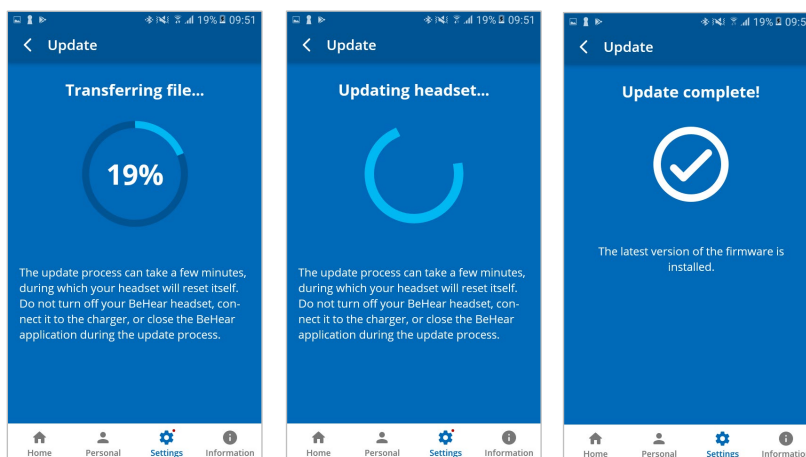 19% 09:51
Update
Transferring file...
19%
The update process can take a few minutes,
during which your headset will reset itself.
Do not turn off your BeHear headset, con-
nect it to the charger, or close the BeHear
application during the update process.
Home Personal Settings Information
19% 09:51
Update
Updating headset...
The update process can take a few minutes,
during which your headset will reset itself.
Do not turn off your BeHear headset, con-
nect it to the charger, or close the BeHear
application during the update process.
Home Personal Settings Information
19% 09:5
Update
Update complete!
The latest version of the firmware is
installed.
Home Personal Settings Information